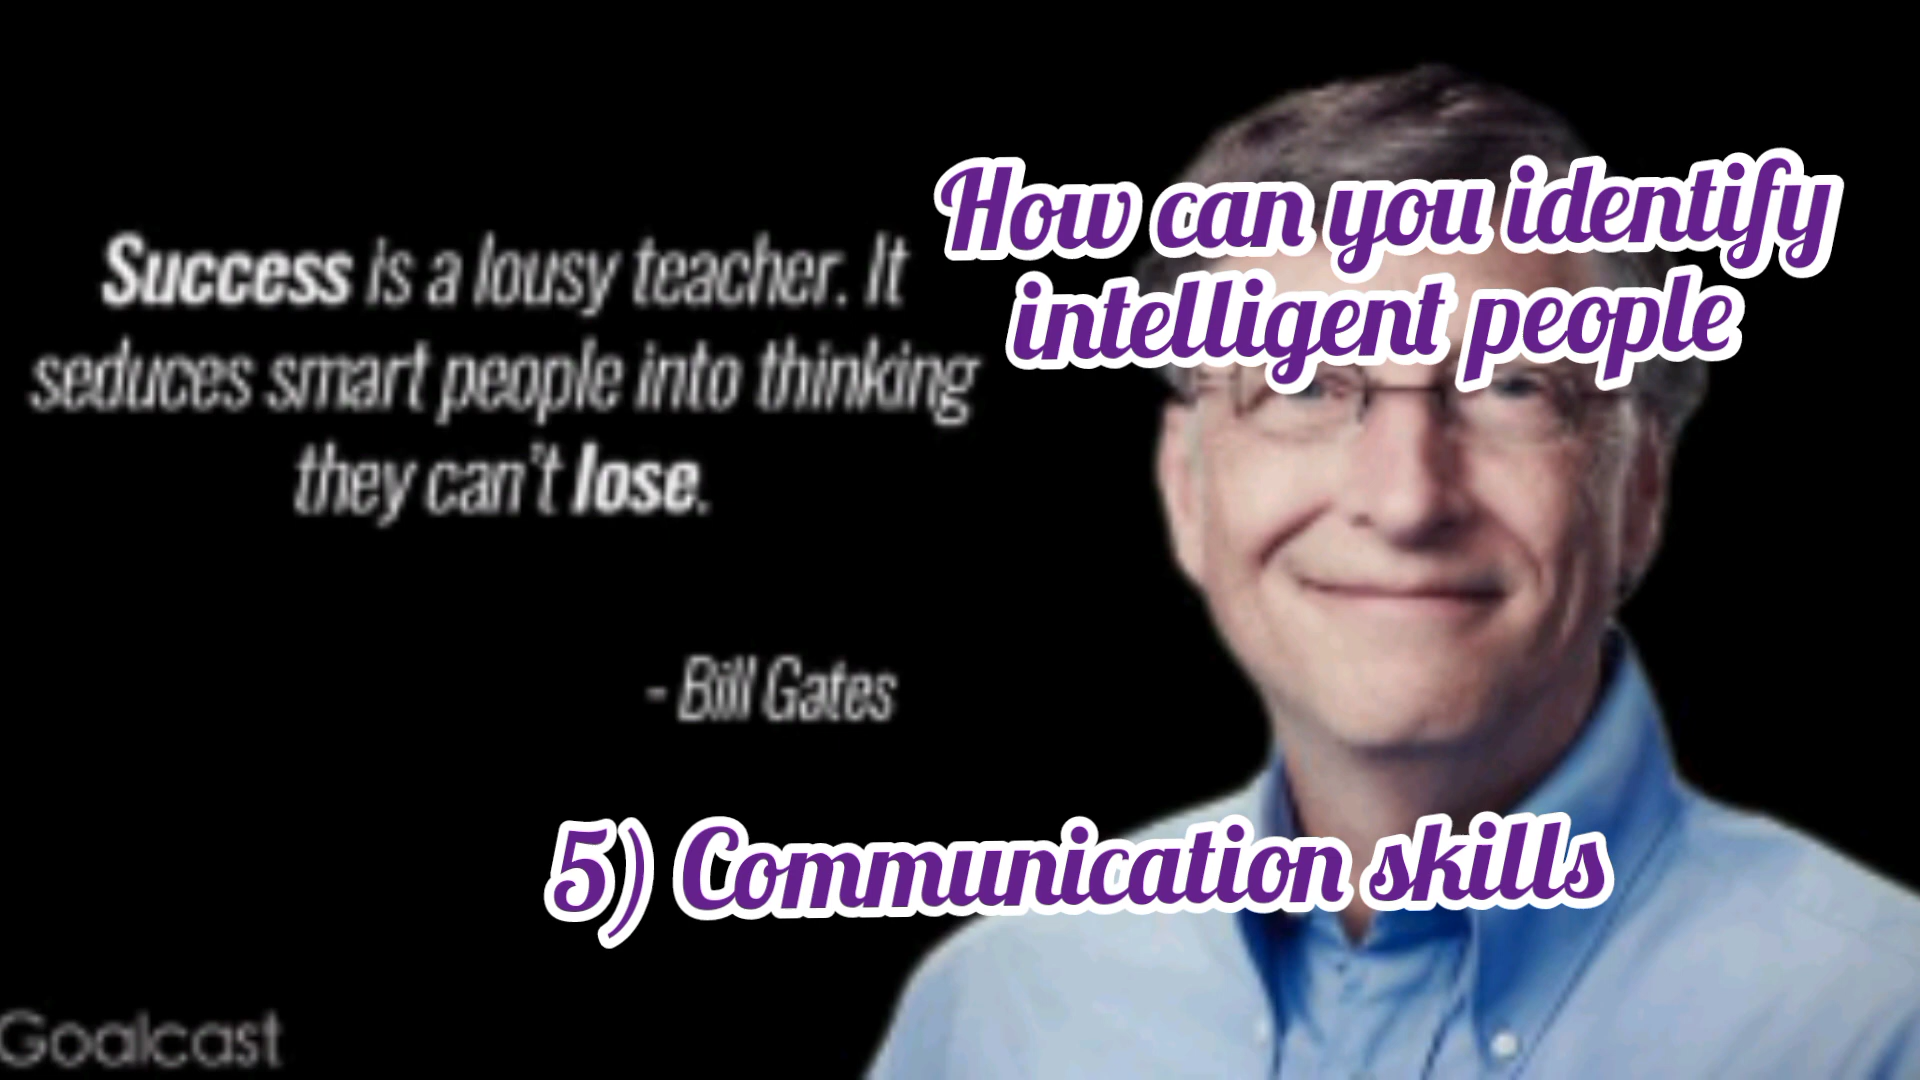 How can you identify
intelligent people
Success is a lousy teacher. It
seduces smart people into thinking
they can't lose.
- Bill Gates
5) Communication skills
Goalcast